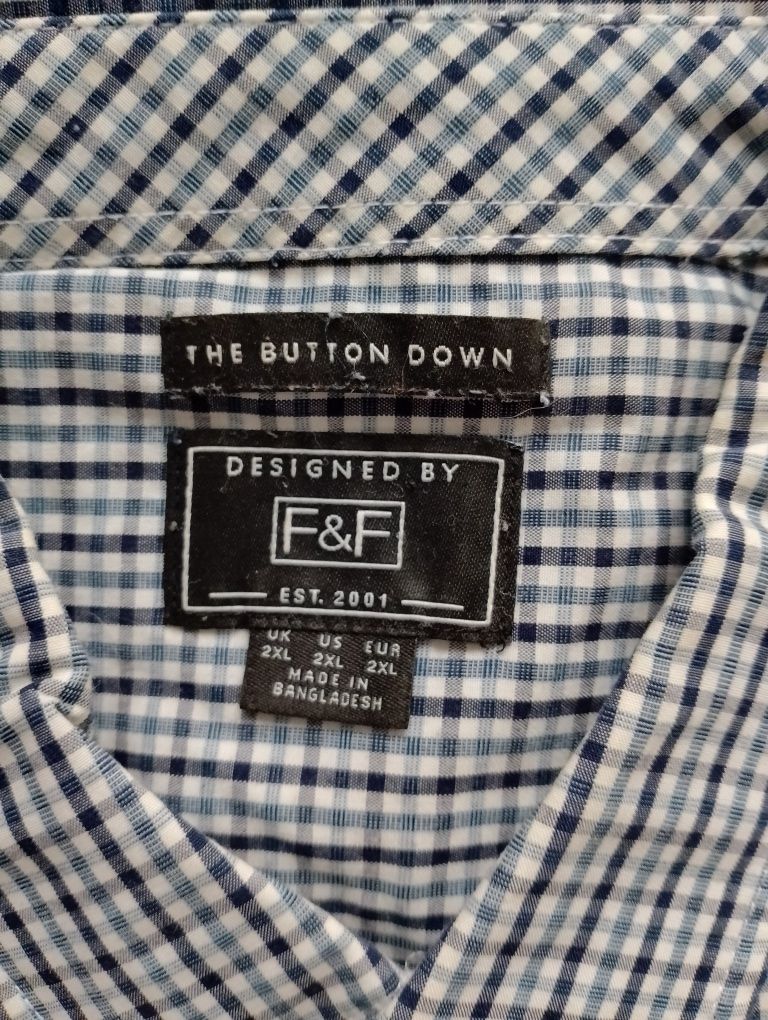 THE BUTTON DOWN
DESIGNED BY
F&F
EST. 2001
UK US EUR
2XL 2XL 2XL
MADE IN
BANGLADESH